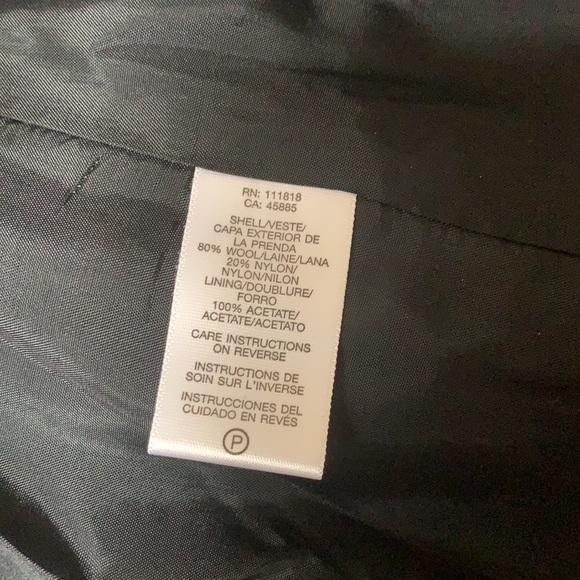 RN: 111818
CA: 45885
SHELL/VESTE/
CAPA EXTERIOR DE
LA PRENDA
80% WOOL/LAINE/LANA
20% NYLON/
NYLON/NILON
LINING/DOUBLURE/
FORRO
100% ACETATE/
ACETATE/ACETATO
CARE INSTRUCTIONS
ON REVERSE
INSTRUCTIONS DE
SOIN SUR L'INVERSE
INSTRUCCIONES DEL
CUIDADO EN REVÉS
P